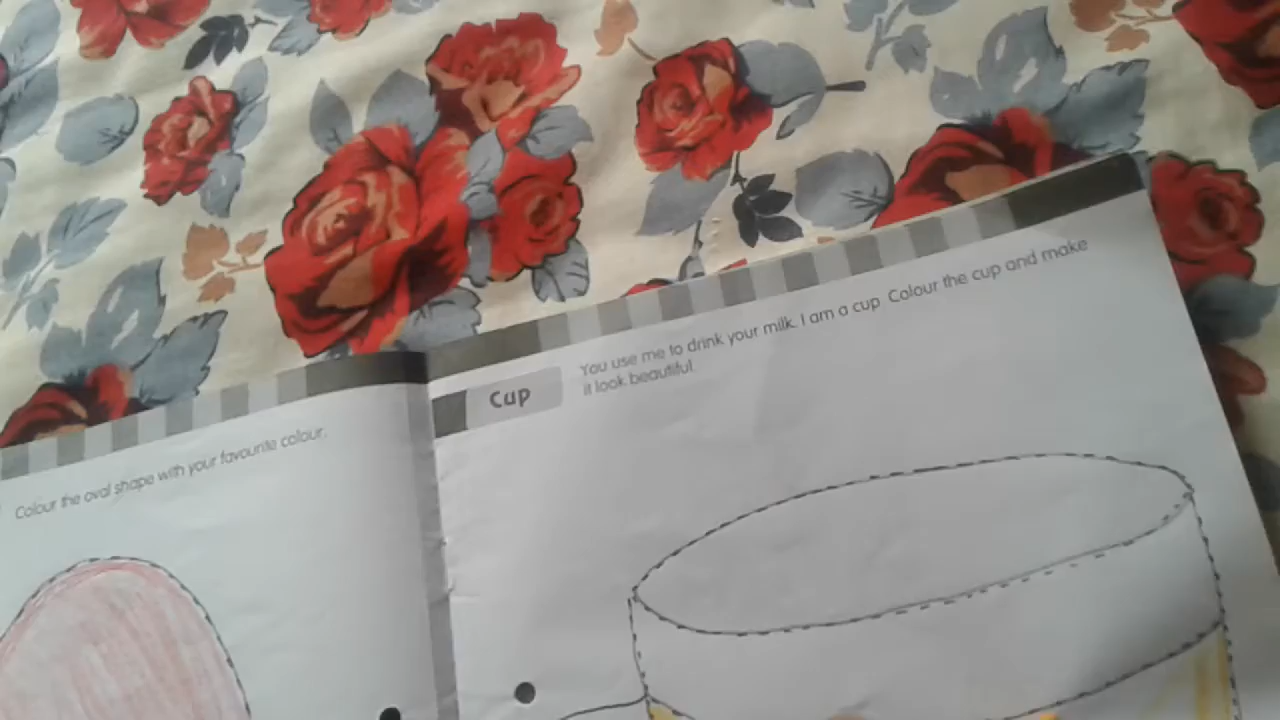 Colour the oval shape with your favourite colour.
Cup
You use me to drink your milk. I am a cup Colour the cup and make
it look beautiful.